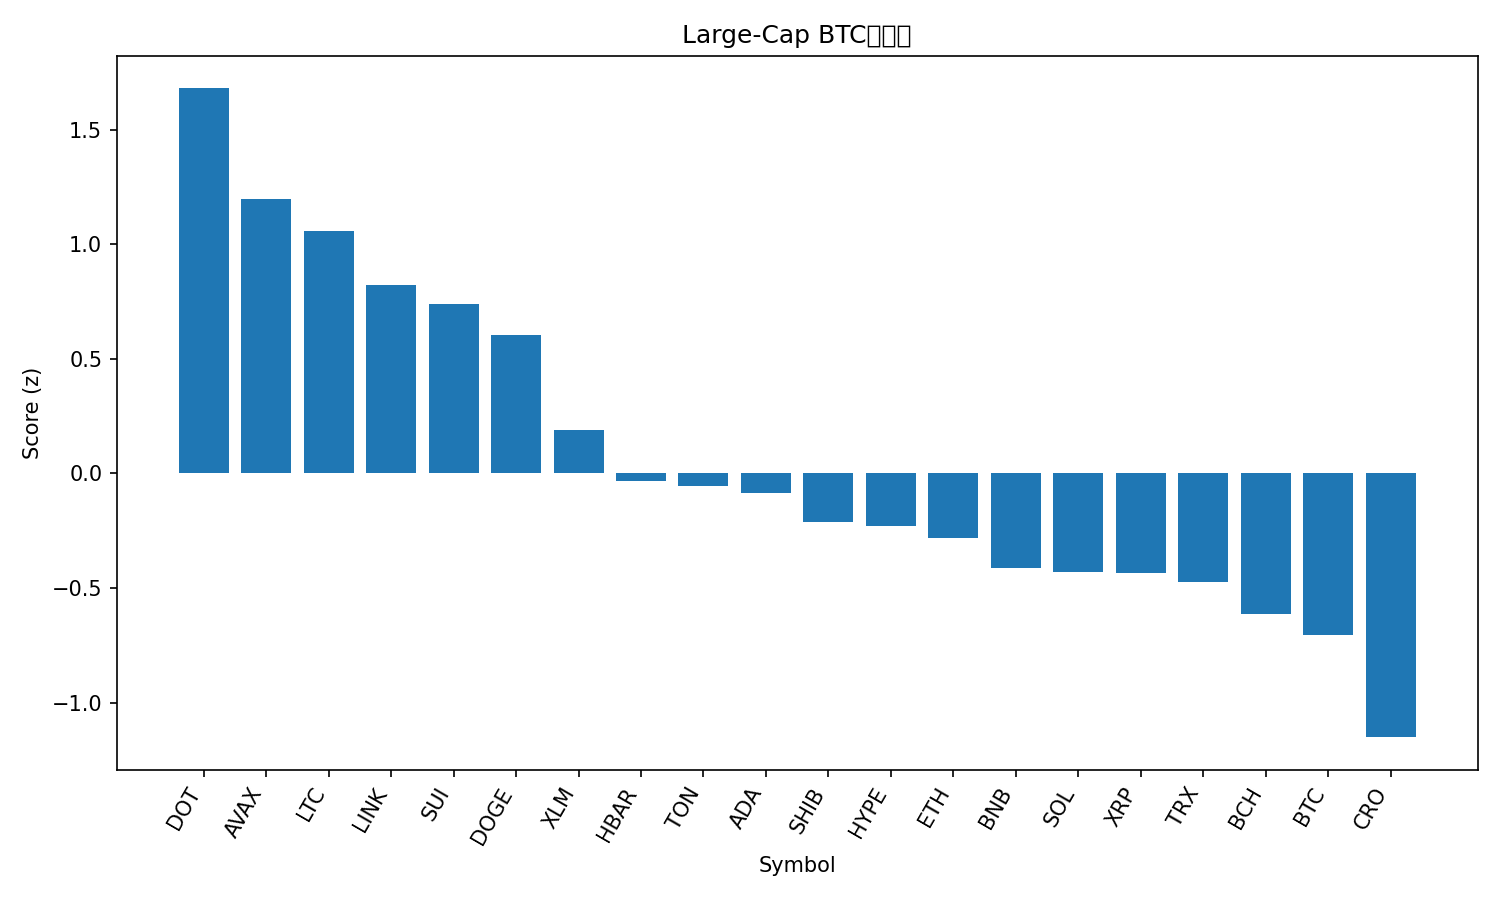 Large-Cap BTC
Score (z)
1.5
1.0
0.5
0.0
−0.5
−1.0
DOT
AVAX
LTC
LINK
SUI
DOGE
XLM
HBAR
TON
ADA
SHIB
HYPE
ETH
BNB
SOL
XRP
TRX
BCH
BTC
CRO
Symbol